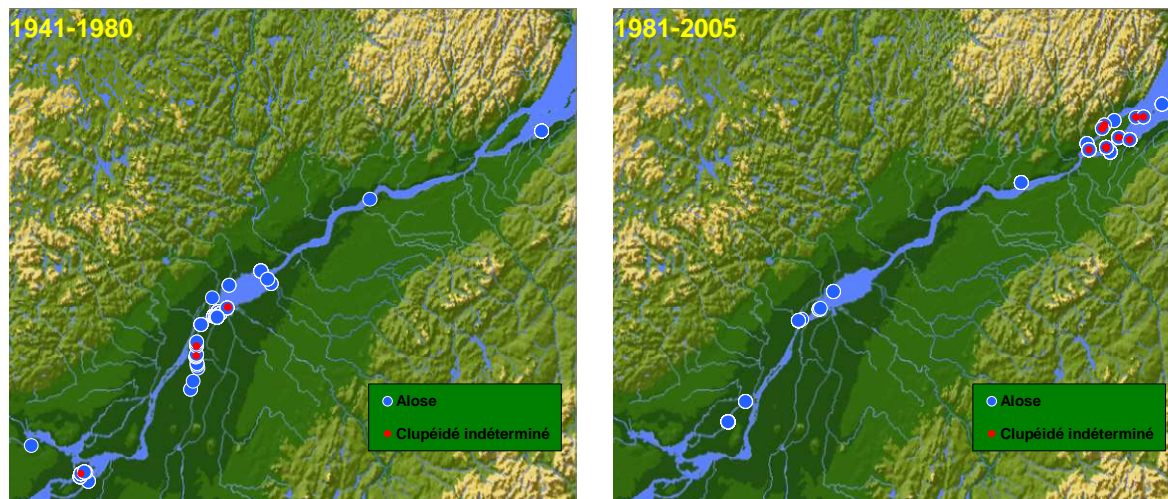 1941-1980
Alose
Clupéidé indéterminé
1981-2005
Alose
Clupéidé indéterminé